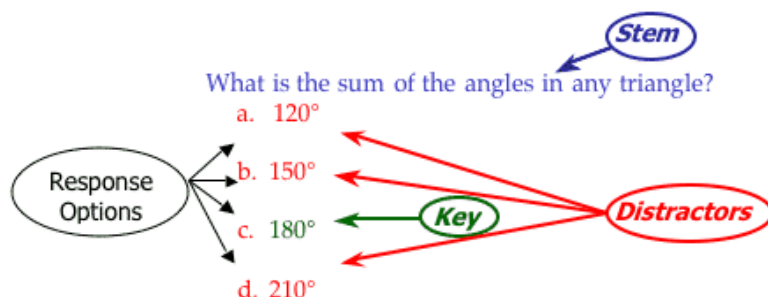 Stem
What is the sum of the angles in any triangle?
a. 120°
b. 150°
Response
Options
c. 180°
Key
Distractors
d. 210°